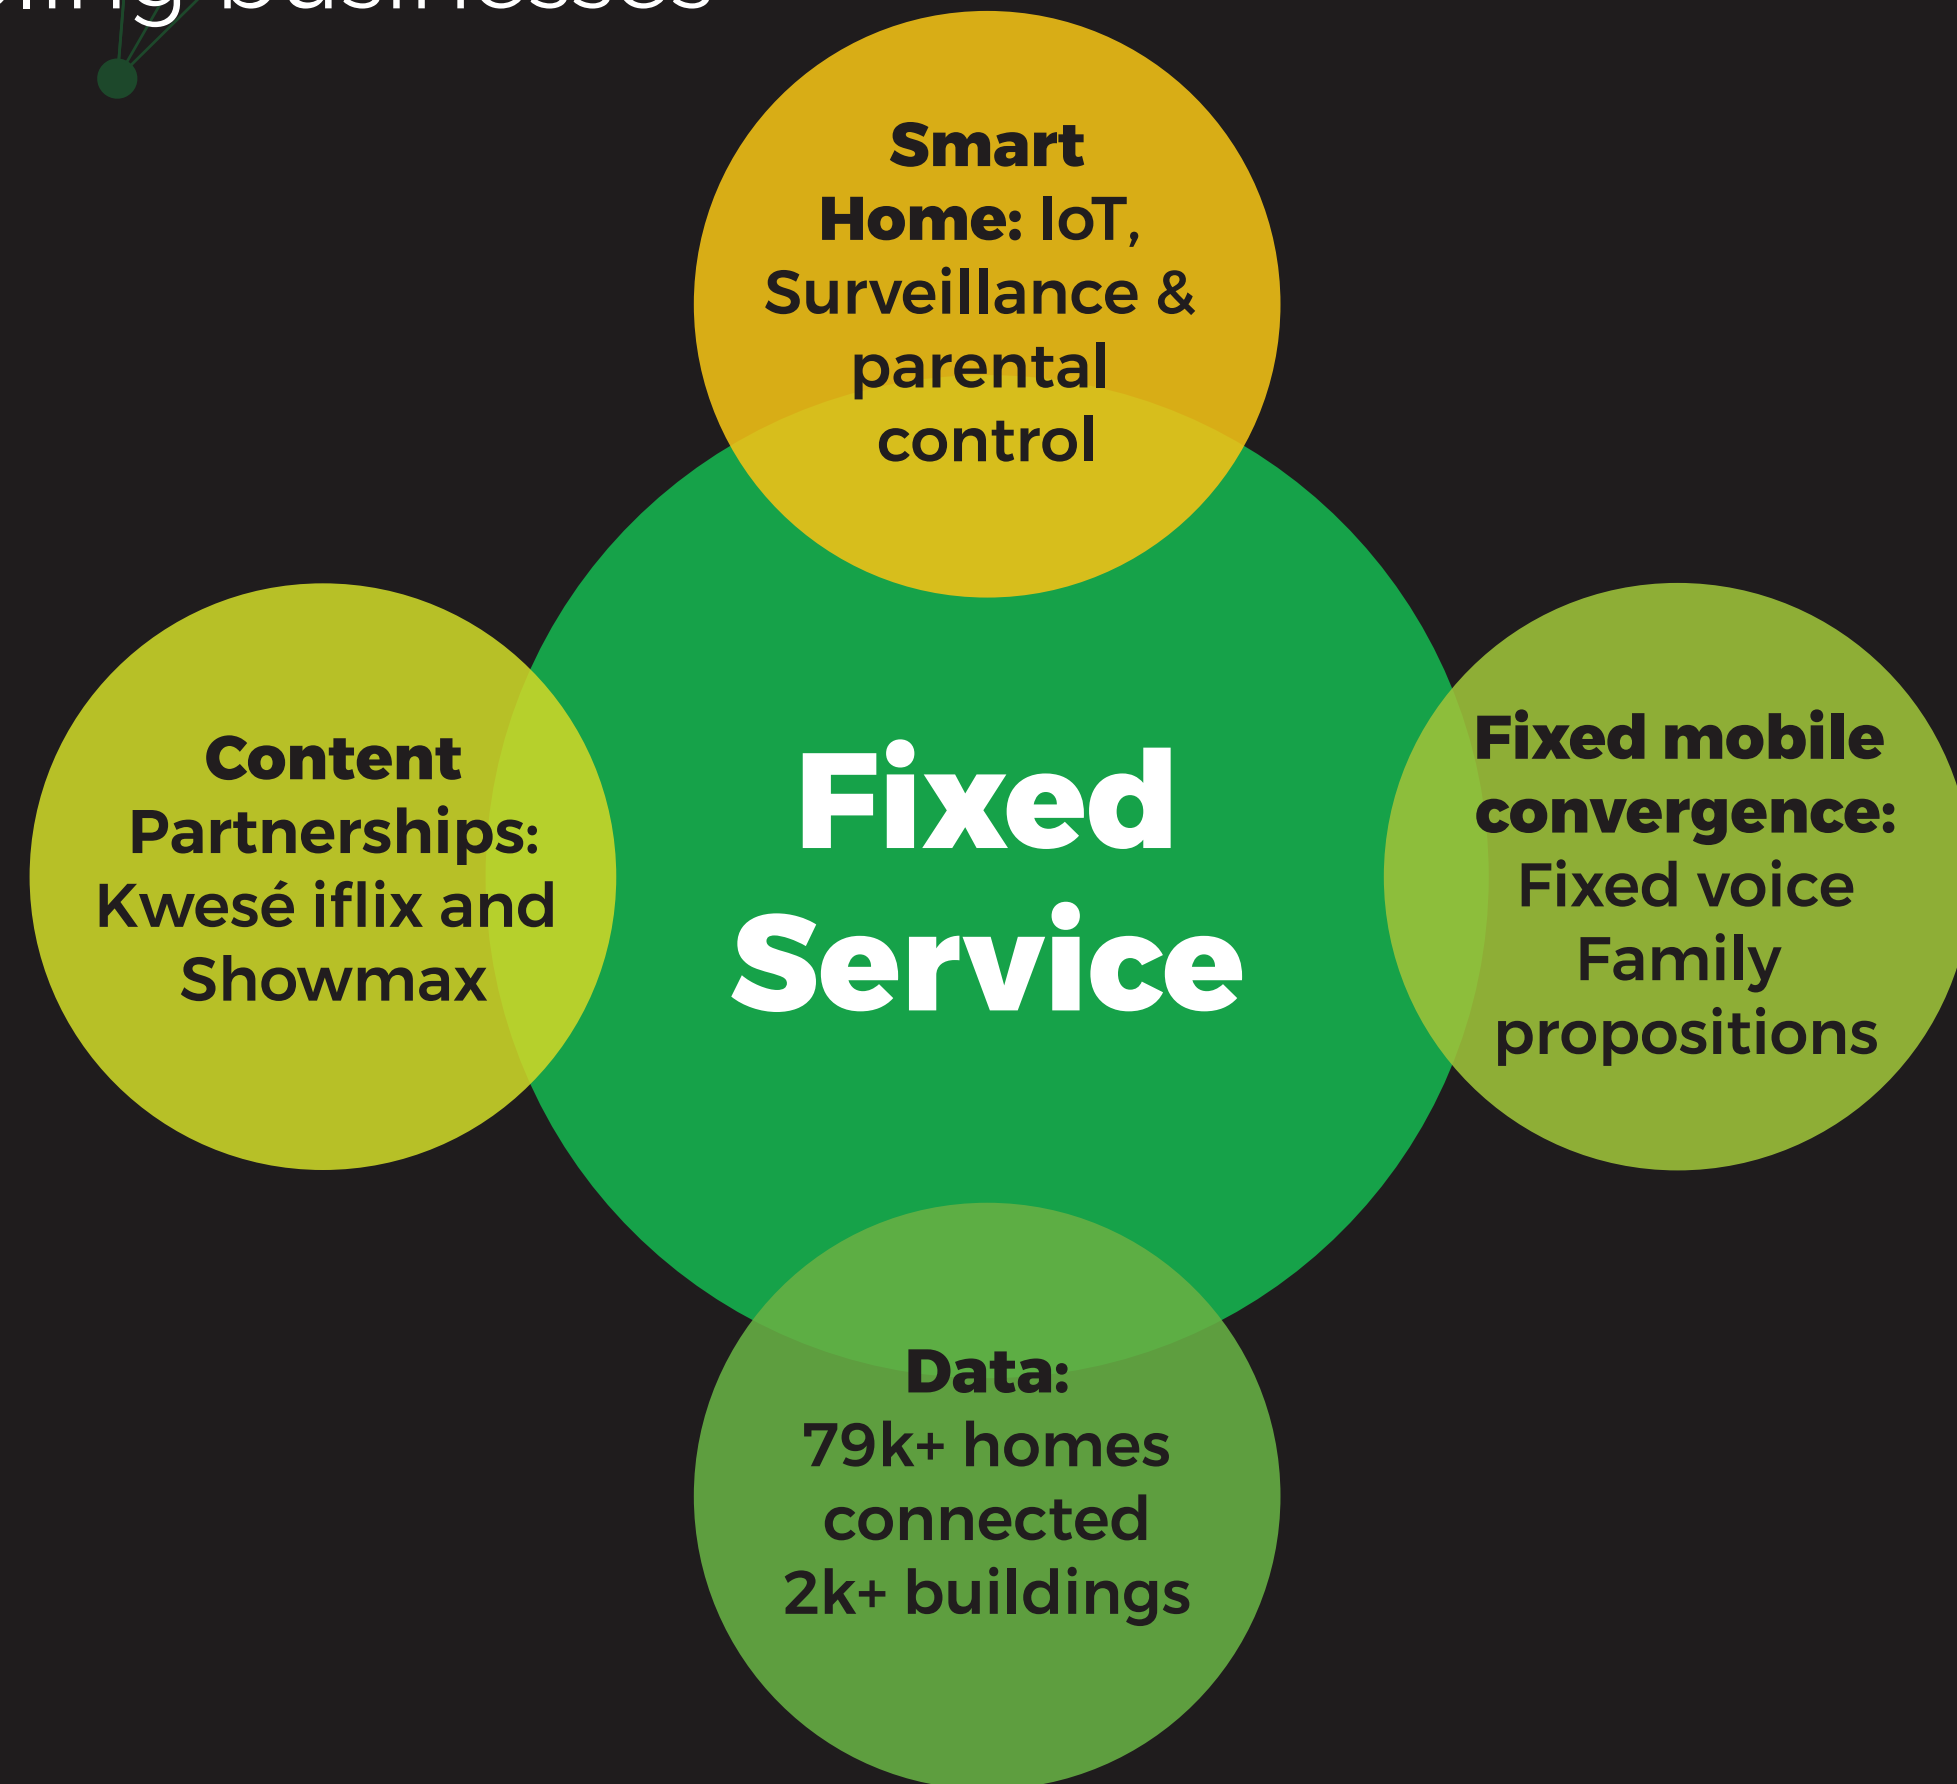 businesses
Smart
Home: IoT,
Surveillance &
parental
control
Content
Partnerships:
Kwesé iflix and
Showmax
Fixed
Service
Fixed mobile
convergence:
Fixed voice
Family
propositions
Data:
79k+ homes
connected
2k+ buildings